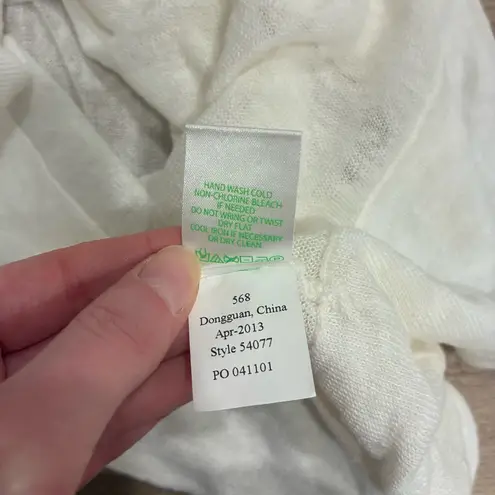 HAND WASH COLD
NON-CHLORINE BLEACH
IF NEEDED
DO NOT WRING OR TWIST
DRY FLAT
COOL IRON IF NECESSARY
OR DRY CLEAN
568
Dongguan, China
Apr-2013
Style 54077
PO 041101